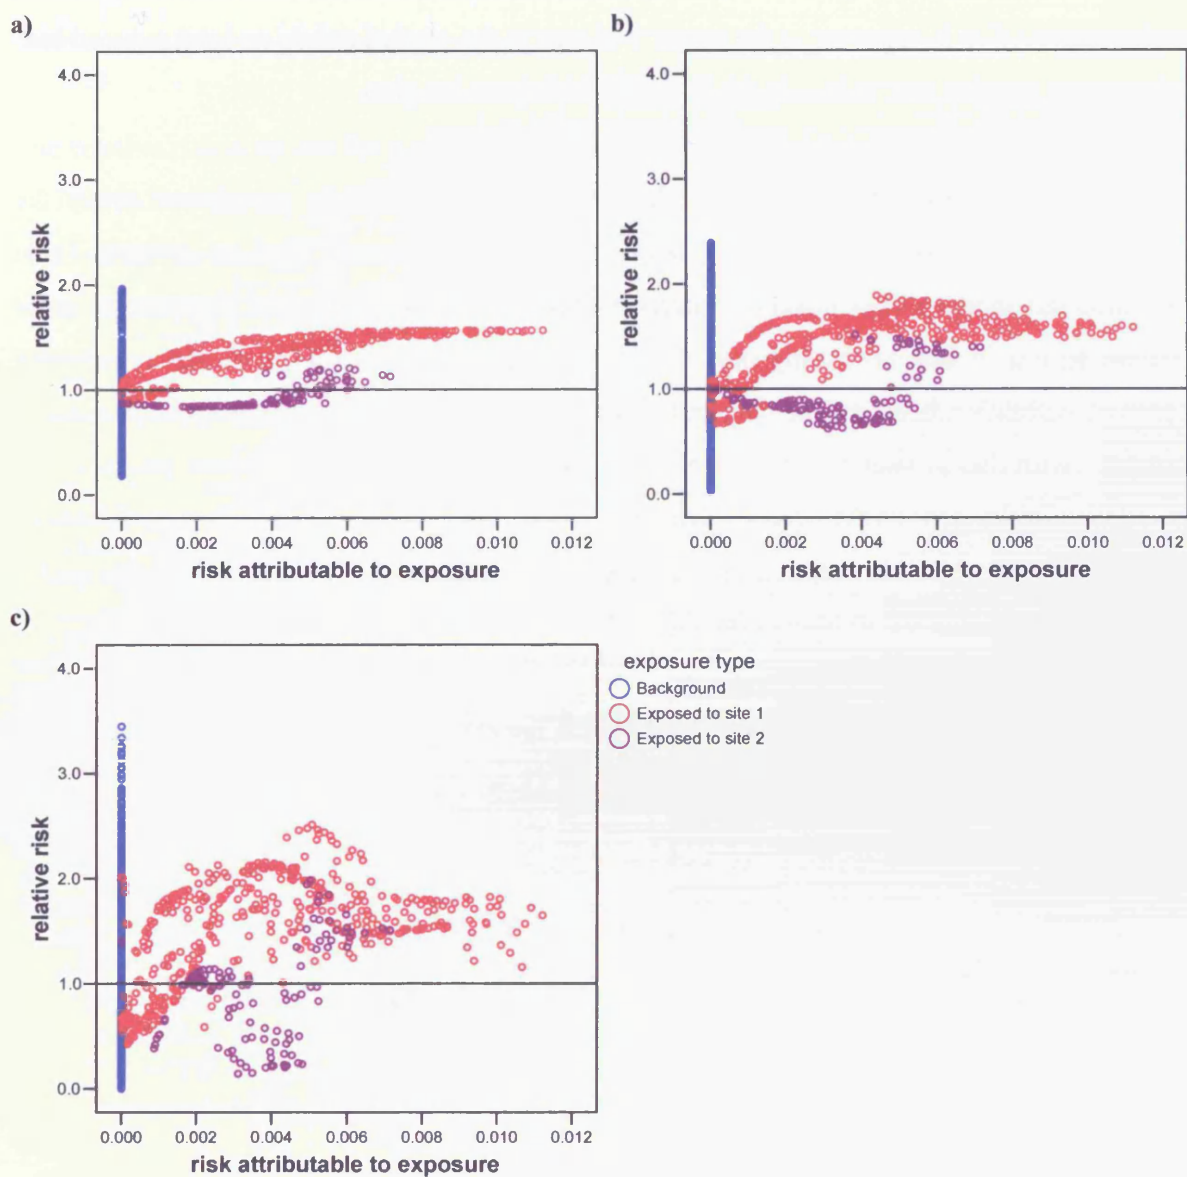 a)
relative risk
4.0
3.0
2.0
1.0
0.0
0.000 0.002 0.004 0.006 0.008 0.010 0.012
risk attributable to exposure
b)
relative risk
4.0
3.0
2.0
1.0
0.0
0.000 0.002 0.004 0.006 0.008 0.010 0.012
risk attributable to exposure
c)
relative risk
4.0
3.0
2.0
1.0
0.0
0.000 0.002 0.004 0.006 0.008 0.010 0.012
risk attributable to exposure
exposure type
Background
Exposed to site 1
Exposed to site 2